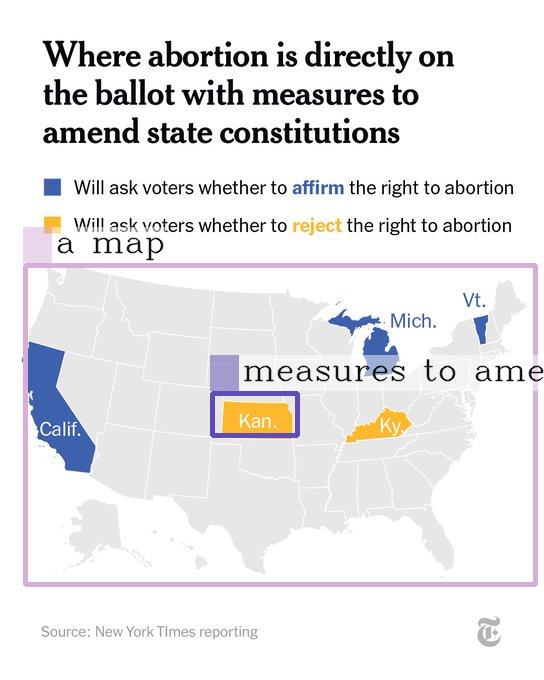 Where abortion is directly on
the ballot with measures to
amend state constitutions
Will ask voters whether to affirm the right to abortion
Will ask voters whether to reject the right to abortion
a map
Vt.
Mich.
measures to ame
Kan.
Ky.
Calif.
Source: New York TImes reporting
T